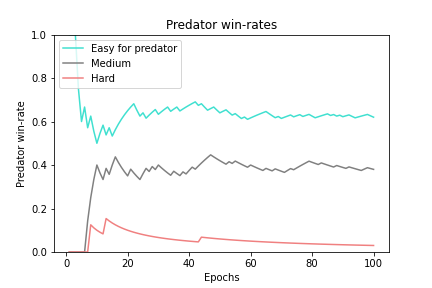 Predator win-rates
1.0
0.8
0.6
0.4
0.2
0.0
Predator win-rate
Easy for predator
Medium
Hard
0 20 40 60 80 100
Epochs